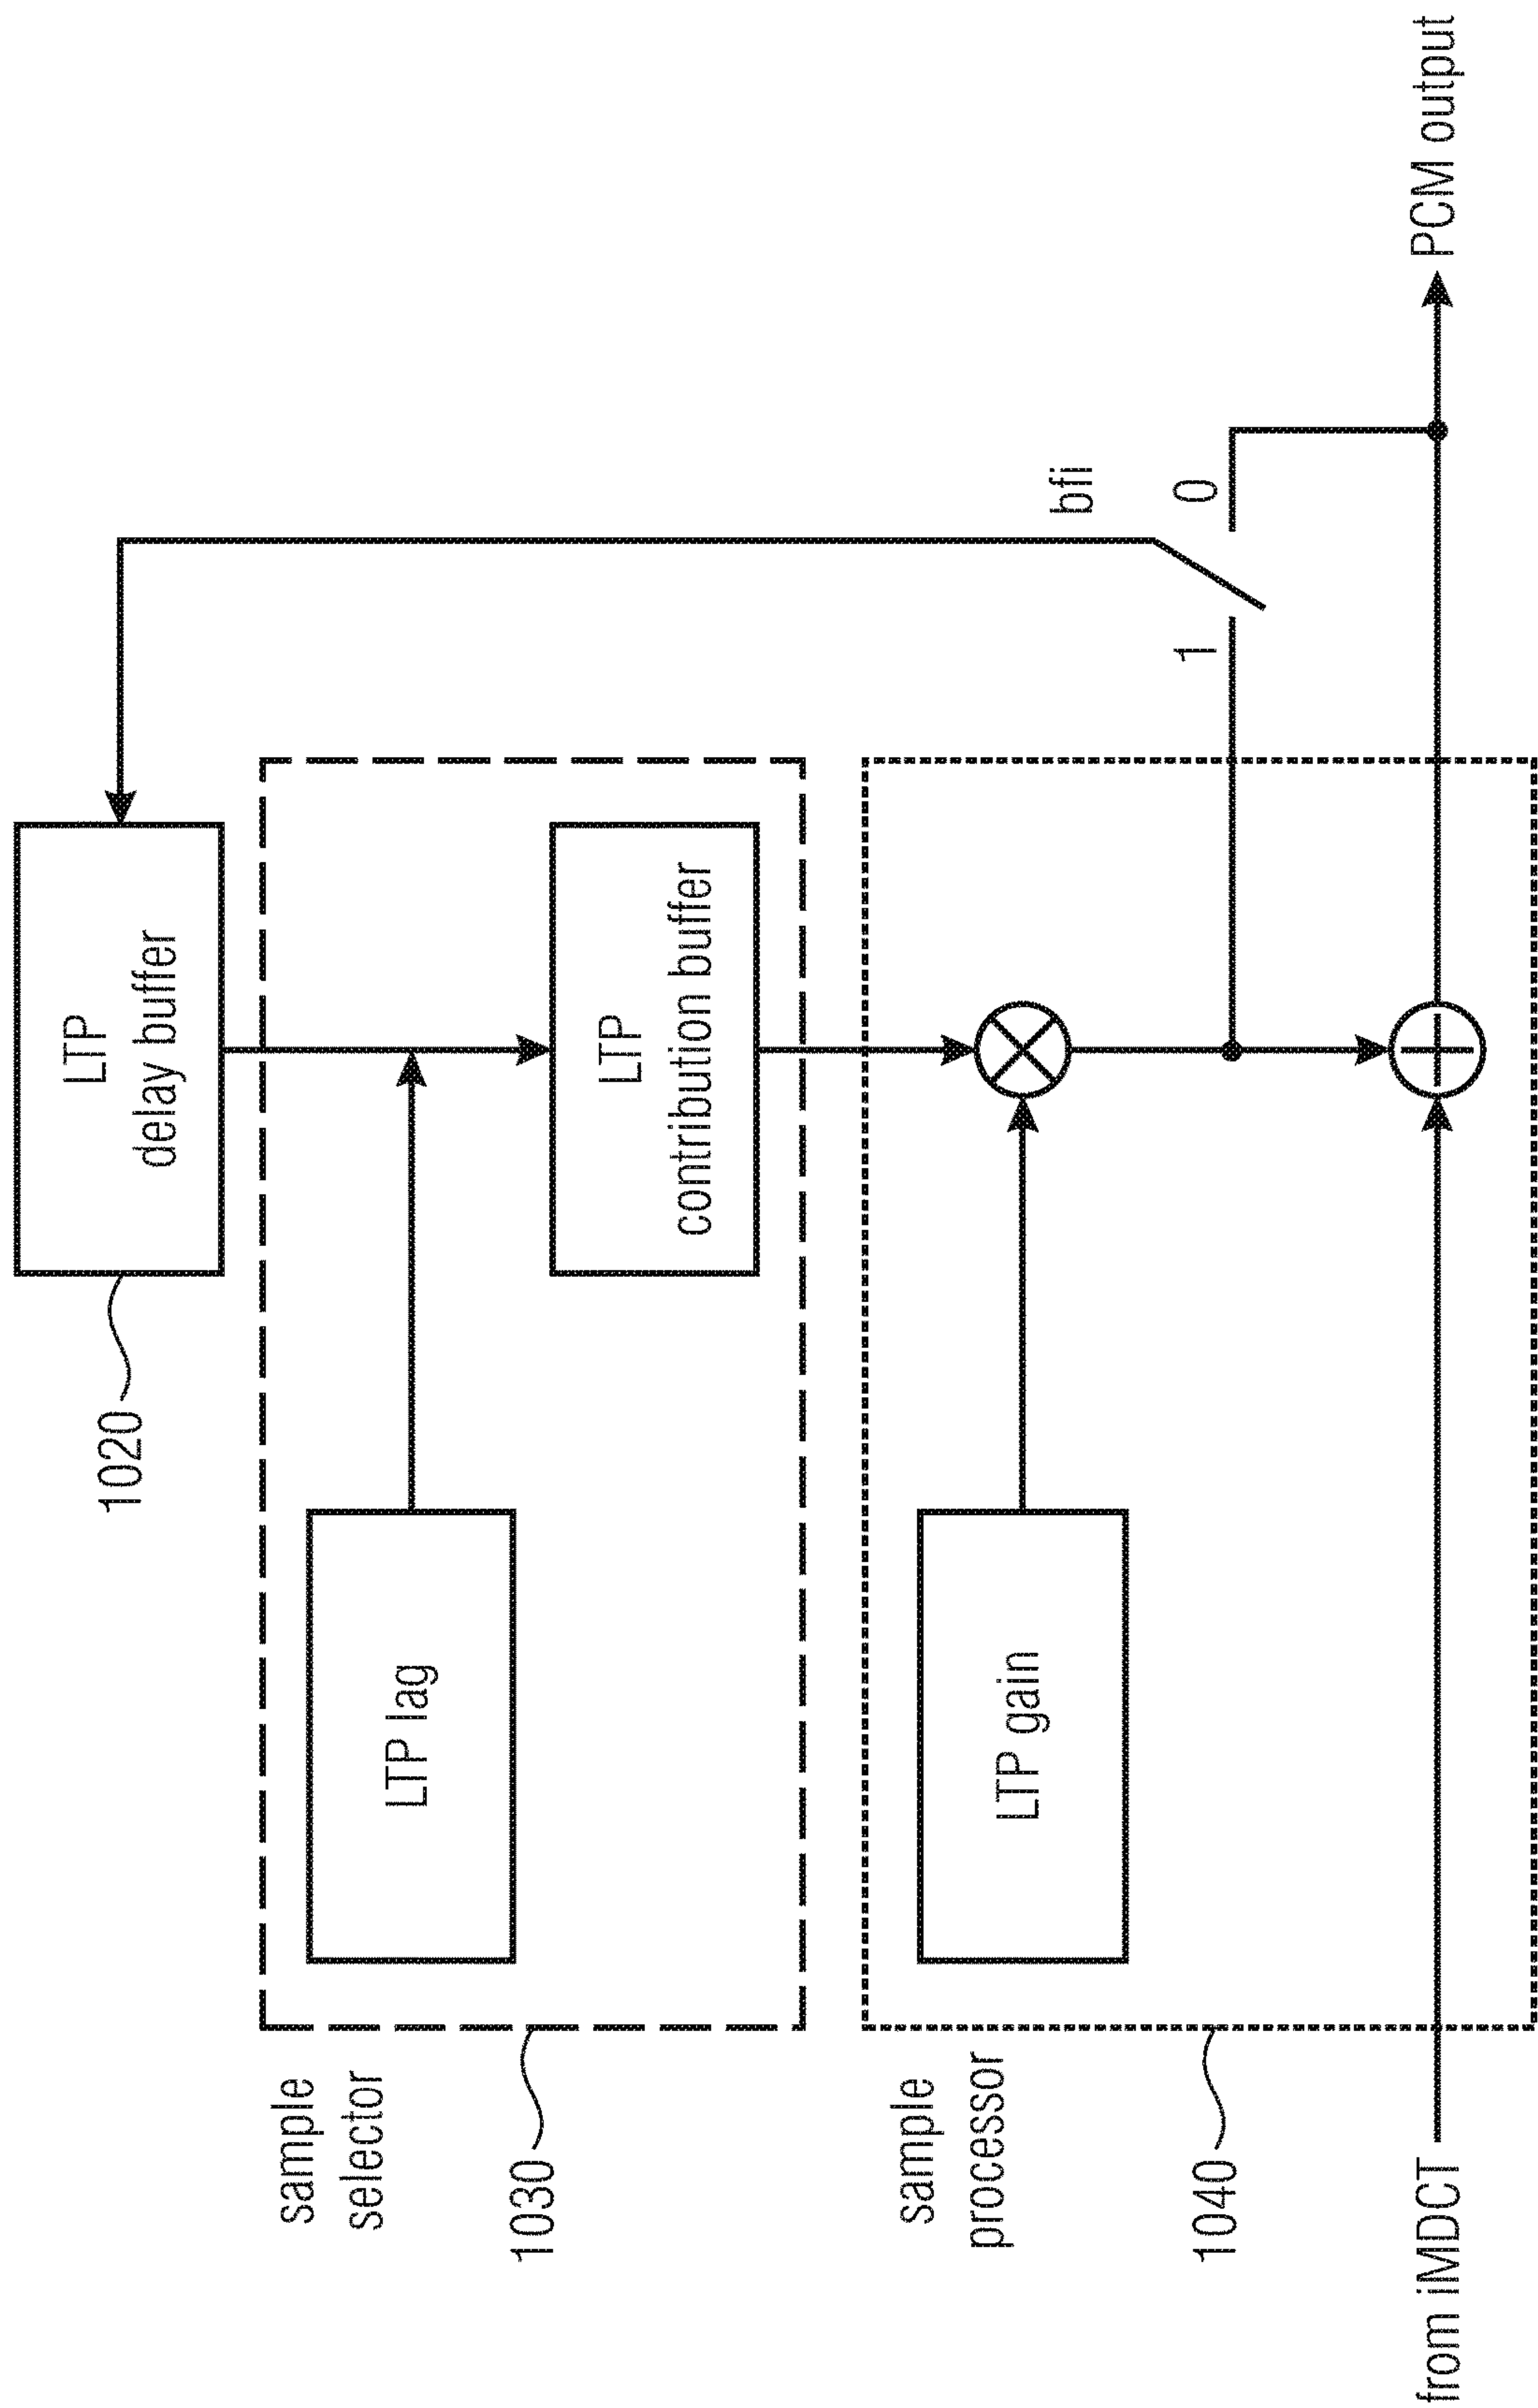 1020
LTP
delay buffer
sample
selector
1030
LTP lag
LTP
contribution buffer
sample
processor
1040
LTP gain
bfi
1
0
from iMDCT
PCM output